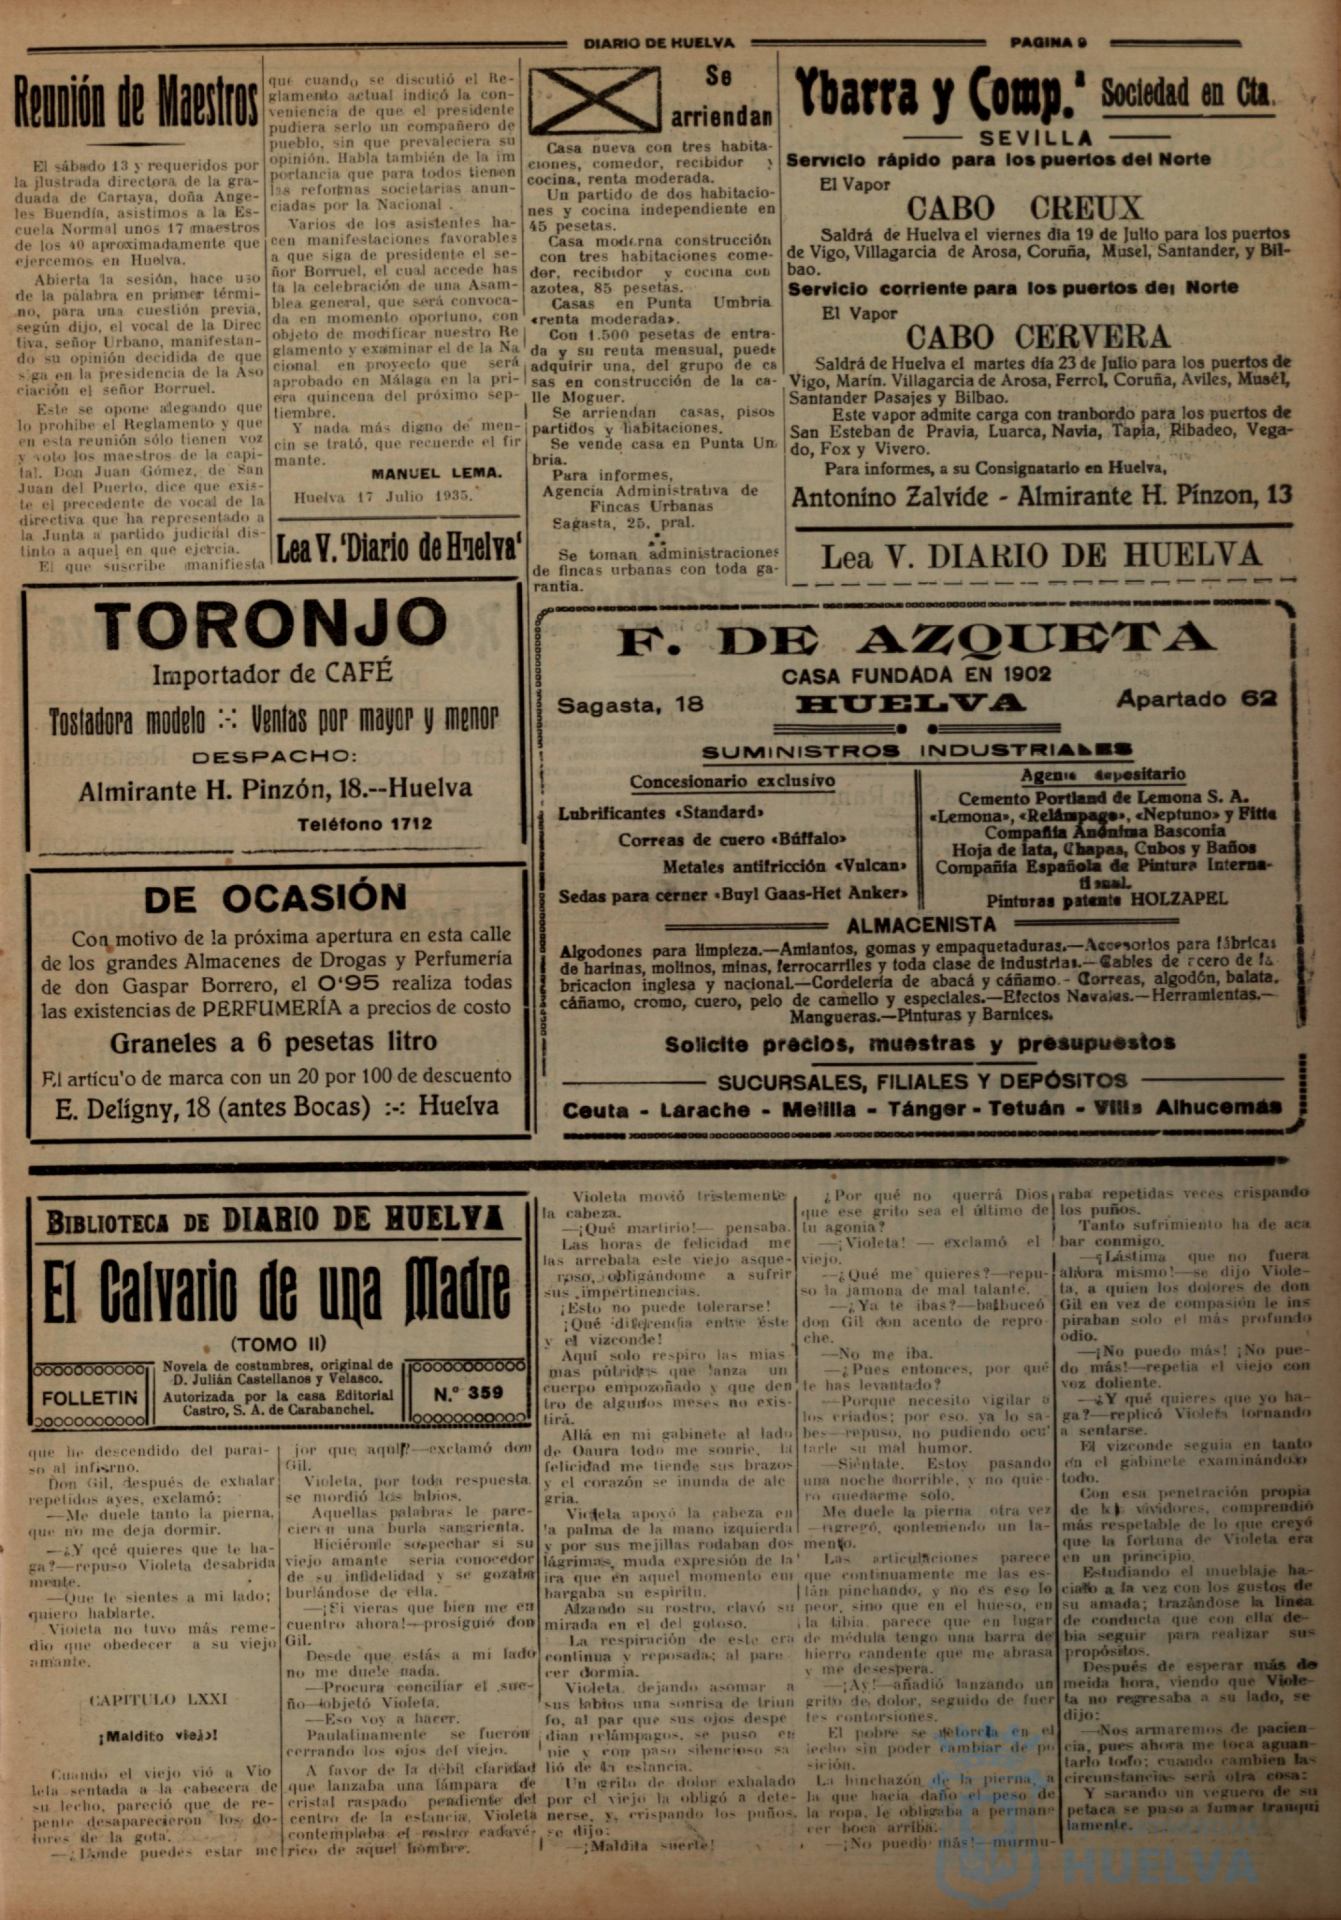 DIARIO DE HUELVA
PAGINA 9
Reunión de Maestros
El sábado 13 y requeridos por
la ilustrada directora de la gra-
duada de Cartaya, doña Ange-
les Buendía, asistimos a la Es-
cuela Normal unos 17 maestros
de los 40 aproximadamente que
ejercemos en Huelva.
Abierta la sesión, hace uso
de la palabra en primer térmi-
no, para una cuestión previa,
según dijo, el vocal de la Direc
tiva, señor Urbano, manifestan-
do su opinión decidida de que
siga en la presidencia de la Aso
ciación el señor Borruel.
Este se opone alegando que
lo prohibe el Reglamento y que
en esta reunión sólo tienen voz
y voto los maestros de la capi-
tal. Don Juan Gómez, de San
Juan del Puerto, dice que exis-
te el precedente de vocal de la
directiva que ha representado a
la Junta a partido judicial dis-
tinto a aquel en que ejercía.
El que suscribe manifiesta
que cuando se discutió el Re-
glamento actual indicó la con-
veniencia de que el presidente
pudiera serlo un compañero de
pueblo, sin que prevaleciera su
opinión. Habla también de la im
portancia que para todos tienen
las reformas societarias anun-
ciadas por la Nacional .
Varios de los asistentes ha-
cen manifestaciones favorables
a que siga de presidente el se-
ñor Borruel, el cual accede has
ta la celebración de una Asam-
blea general, que será convoca-
da en momento oportuno, con
objeto de modificar nuestro Re
glamento y examinar el de la Na
cional en proyecto que será
aprobado en Málaga en la pri-
era quincena del próximo sep-
tiembre.
Y nada más digno de men-
cin se trató, que recuerde el fir
mante.
MANUEL LEMA.
Huelva 17 Julio 1935.
Lea V. 'Diario de Huelva'
Se
arriendan
Casa nueva con tres habita-
ciones, comedor, recibidor y
cocina, renta moderada.
Un partido de dos habitacio-
nes y cocina independiente en
45 pesetas.
Casa moderna construcción
con tres habitaciones come-
dor, recibidor y cocina con
azotea, 85 pesetas.
Casas en Punta Umbria
«renta moderada».
Con 1.500 pesetas de entra-
da y su renta mensual, puede
adquirir una, del grupo de ca
sas en construcción de la ca-
lle Moguer.
Se arriendan casas, pisos
partidos y habitaciones.
Se vende casa en Punta Um
bria.
Para informes,
Agencia Administrativa de
Fincas Urbanas
Sagasta, 25, pral.
Se toman administraciones
de fincas urbanas con toda ga-
rantia.
Ybarra y Comp.ª Sociedad en Cta.
SEVILLA
Servicio rápido para los puertos del Norte
El Vapor
CABO CREUX
Saldrá de Huelva el viernes dia 19 de Julto para los puertos
de Vigo, Villagarcia de Arosa, Coruña, Musel, Santander, y Bil-
bao.
Servicio corriente para los puertos del Norte
El Vapor
CABO CERVERA
Saldrá de Huelva el martes día 23 de Julio para los puertos de
Vigo, Marín. Villagarcia de Arosa, Ferrol, Coruña, Aviles, Musél,
Santander Pasajes y Bilbao.
Este vapor admite carga con tranbordo para los puertos de
San Esteban de Pravia, Luarca, Navia, Tapia, Ribadeo, Vega-
do, Fox y Vivero.
Para informes, a su Consignatario en Huelva,
Antonino Zalvide - Almirante H. Pinzon, 13
Lea V. DIARIO DE HUELVA
TORONJO
Importador de CAFÉ
Tostadora modelo :-: Ventas por mayor y menor
DESPACHO:
Almirante H. Pinzón, 18.--Huelva
Teléfono 1712
DE OCASIÓN
Con motivo de la próxima apertura en esta calle
de los grandes Almacenes de Drogas y Perfumería
de don Gaspar Borrero, el O'95 realiza todas
las existencias de PERFUMERÍA a precios de costo
Graneles a 6 pesetas litro
El articu'o de marca con un 20 por 100 de descuento
E. Deligny, 18 (antes Bocas) :-: Huelva
F. DE AZQUETA
CASA FUNDADA EN 1902
Sagasta, 18
HUELVA
Apartado 62
SUMINISTROS INDUSTRIALES
Concesionario exclusivo
Lubrificantes «Standard»
Correas de cuero «Búffalo»
Metales antifricción «Vulcan»
Sedas para cerner «Buyl Gaas-Het Anker»
Agente depositario
Cemento Portland de Lemona S. A.
«Lemona», «Relámpago», «Neptuno» y Fitta
Compañia Anónima Basconia
Hoja de lata, Chapas, Cubos y Baños
Compañia Española de Pintura Interna-
Pinturas patente HOLZAPEL
ALMACENISTA
Algodones para limpieza.—Amiantos, gomas y empaquetaduras.—Accesorios para fábricas
de harinas, molinos, minas, ferrocarriles y toda clase de industrias.—Cables de acero de fa
bricacion inglesa y nacional.—Cordelería de abacá y cáñamo.- Correas, algodón, balata,
cáñamo, cromo, cuero, pelo de camello y especiales.—Efectos Navales.—Herramientas.—
Mangueras.—Pinturas y Barnices.
Solicite precios, muestras y presupuestos
SUCURSALES, FILIALES Y DEPÓSITOS
Ceuta - Larache - Melilla - Tánger - Tetuán - Villa Alhucemas
BIBLIOTECA DE DIARIO DE HUELVA
El Calvario de una Madre
(TOMO II)
FOLLETIN
Novela de costumbres, original de
D. Julián Castellanos y Velasco.
Autorizada por la casa Editorial
Castro, S. A. de Carabanchel.
N.º 359
que he descendido del parai-
so al infierno.
Don Gil, después de exhalar
repetidos ayes, exclamó:
—Me duele tanto la pierna,
que no me deja dormir.
—¿Y qcé quieres que te ha-
ga?—repuso Violeta desabrida
mente.
—Que te sientes a mi lado;
quiero hablarte.
Violeta no tuvo más reme-
dio que obedecer a su viejo
amante.
CAPITULO LXXI
¡Maldito viejo!
Cuando el viejo vió a Vio
leta sentada a la cabecera de
su lecho, pareció que de re-
pente desaparecieron los do-
lores de la gota.
—¿Dónde puedes estar me
jor que aquí?—exclamó don
Gil.
Violeta, por toda respuesta,
se mordió los labios.
Aquellas palabras le pare-
cieron una burla sangrienta.
Hiciéronle sospechar si su
viejo amante seria conocedor
de su infidelidad y se gozaba
burlándose de ella.
—¡Si vieras que bien me en
cuentro ahora!—prosiguió don
Gil.
Desde que estás a mi lado
no me duele nada.
—Procura conciliar el sue-
ño—objetó Violeta.
—Eso voy a hacer.
Paulatinamente se fueron
cerrando los ojos del viejo.
A favor de la débil claridad
que lanzaba una lámpara de
cristal raspado pendiente del
centro de la estancia, Violeta
contemplaba el rostro cadavé-
rico de aquel hombre.
Violeta movió tristemente
la cabeza.
—¡Qué martirio!— pensaba.
Las horas de felicidad me
las arrebata este viejo asque-
roso, obligándome a sufrir
sus impertinencias.
¡Esto no puede tolerarse!
¡Qué diferencia entre éste
y el vizconde!
Aquí solo respiro las mias
mas pútridas que lanza un
cuerpo empozoñado y que den
tro de algunos meses no exis-
tirá.
Allá en mi gabinete al lado
de Oaura todo me sonríe, la
felicidad me tiende sus brazos
y el corazón se inunda de ale
gria.
Violeta apoyó la cabeza en
la palma de la mano izquierda
y por sus mejillas rodaban dos
lágrimas, muda expresión de la
ira que en aquel momento em
bargaba su espiritu.
Alzando su rostro, clavó su
mirada en el del gotoso.
La respiración de este era
continua y reposada; al pare
cer dormia.
Violeta, dejando asomar a
sus labios una sonrisa de triun
fo, al par que sus ojos despe
dian relámpagos, se puso en
pie y con paso silencioso sa
lió de la estancia.
Un grito de dolor exhalado
por el viejo la obligó a dete-
nerse, y, crispando los puños,
se dijo:
—¡Maldita suerte!
¿Por qué no querrá Dios
que ese grito sea el último de
tu agonia?
—¡Violeta! — exclamó el
viejo.
—¿Qué me quieres?—repu-
so la jamona de mal talante.
—¿Ya te ibas?—balbuceó
don Gil don acento de repro-
che.
—No me iba.
—¿Pues entonces, por qué
te has levantado?
—Porque necesito vigilar a
los criados; por eso, ya lo sa-
bes—repuso, no pudiendo ocu'
tarle su mal humor.
—Siéntate. Estoy pasando
una noche horrible, y no quie-
ro quedarme solo.
Me duele la pierna otra vez
—agregó, qonteniendo un la-
mento.
Las articulaciones parece
que continuamente me las es-
tán pinchando, y no es eso lo
peor, sino que en el hueso, en
la tibia, parece que en lugar
de médula tengo una barra de
hierro candente que me abrasa
y me desespera.
—¡Ay!—añadió lanzando un
grito de dolor, seguido de fuer
tes contorsiones.
El pobre se retorcía en el
lecho sin poder cambiar de po
sición.
La hinchazón de la pierna, a
la que hacía daño el peso de
la ropa, le obligaba a permane
cer boca arriba.
—¡No puedo más!—murmu-
raba repetidas veces crispando
los puños.
Tanto sufrimiento ha de aca
bar conmigo.
—¡Lástima que no fuera
ahora mismo!—se dijo Viole-
ta, a quien los dolores de don
Gil en vez de compasión le ins
piraban solo el más profundo
odio.
—¡No puedo más! ¡No pue-
do más!—repetia el viejo con
voz doliente.
—¿Y qué quieres que yo ha-
ga?—replicó Violeta tornando
a sentarse.
El vizconde seguia en tanto
en el gabinete examinándolo
todo.
Con esa penetración propia
de los vividores, comprendió
más respetable de lo que creyó
que la fortuna de Violeta era
en un principio.
Estudiando el mueblaje ha-
cialo a la vez con los gustos de
su amada; trazándose la línea
de conducta que con ella de-
bia seguir para realizar sus
propósitos.
Después de esperar más de
meida hora, viendo que Viole-
ta no regresaba a su lado, se
dijo:
—Nos armaremos de pacien-
cia, pues ahora me toca aguan-
tarlo todo; cuando cambien las
circunstancias será otra cosa:
Y sacando un veguero de su
petaca se puso a fumar tranqui
lamente.
HUELVA